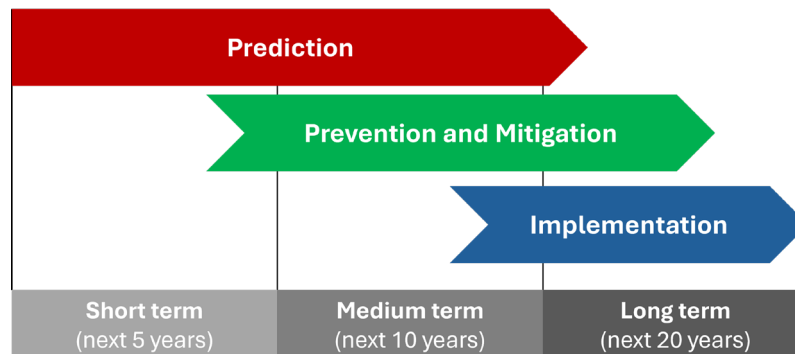 Prediction
Prevention and Mitigation
Implementation
Short term
(next 5 years)
Medium term
(next 10 years)
Long term
(next 20 years)